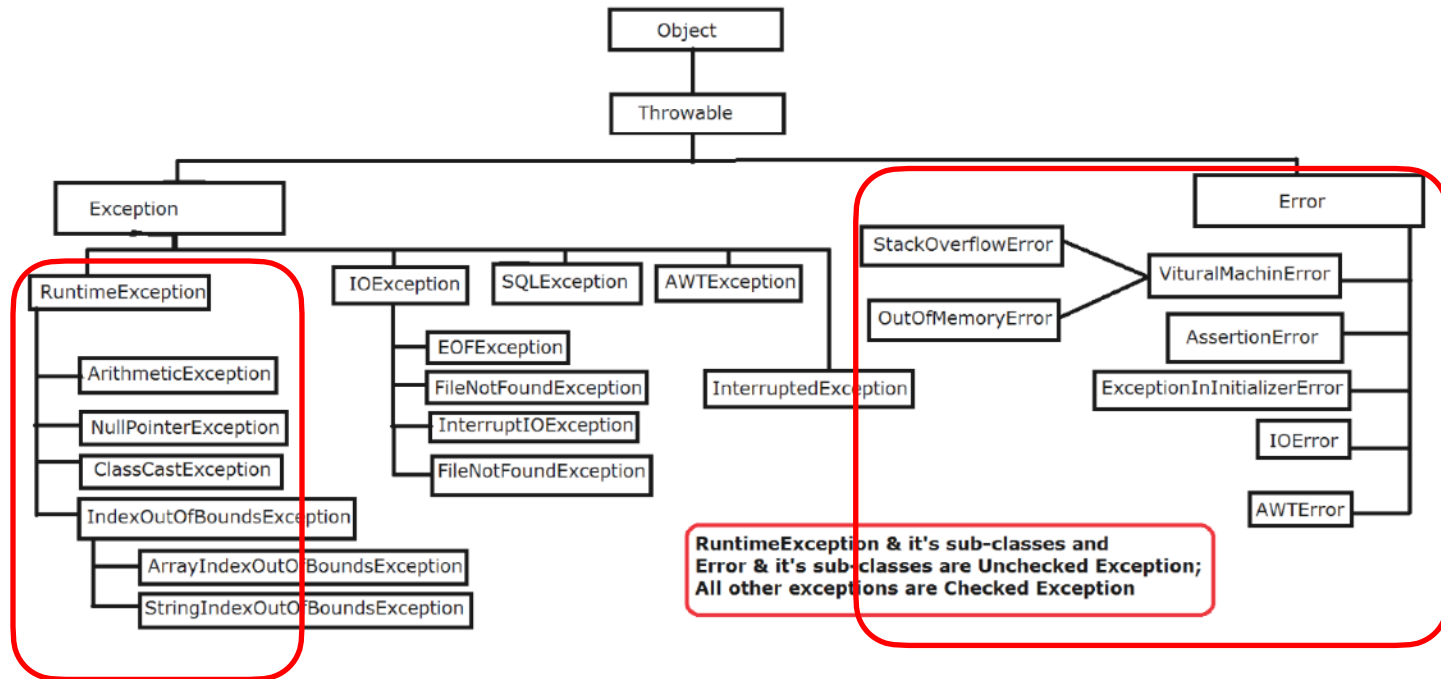 Object
Throwable
Exception
Error
RuntimeException
IOException
SQLException
AWTException
StackOverflowError
VituralMachinError
OutOfMemoryError
AssertionError
EOFException
ArithmeticException
FileNotFoundException
InterruptedException
ExceptionInInitializerError
NullPointerException
InterruptIOException
IOError
ClassCastException
FileNotFoundException
IndexOutOfBoundsException
AWTError
ArrayIndexOutOfBoundsException
StringIndexOutOfBoundsException
RuntimeException & it's sub-classes and
Error & it's sub-classes are Unchecked Exception;
All other exceptions are Checked Exception